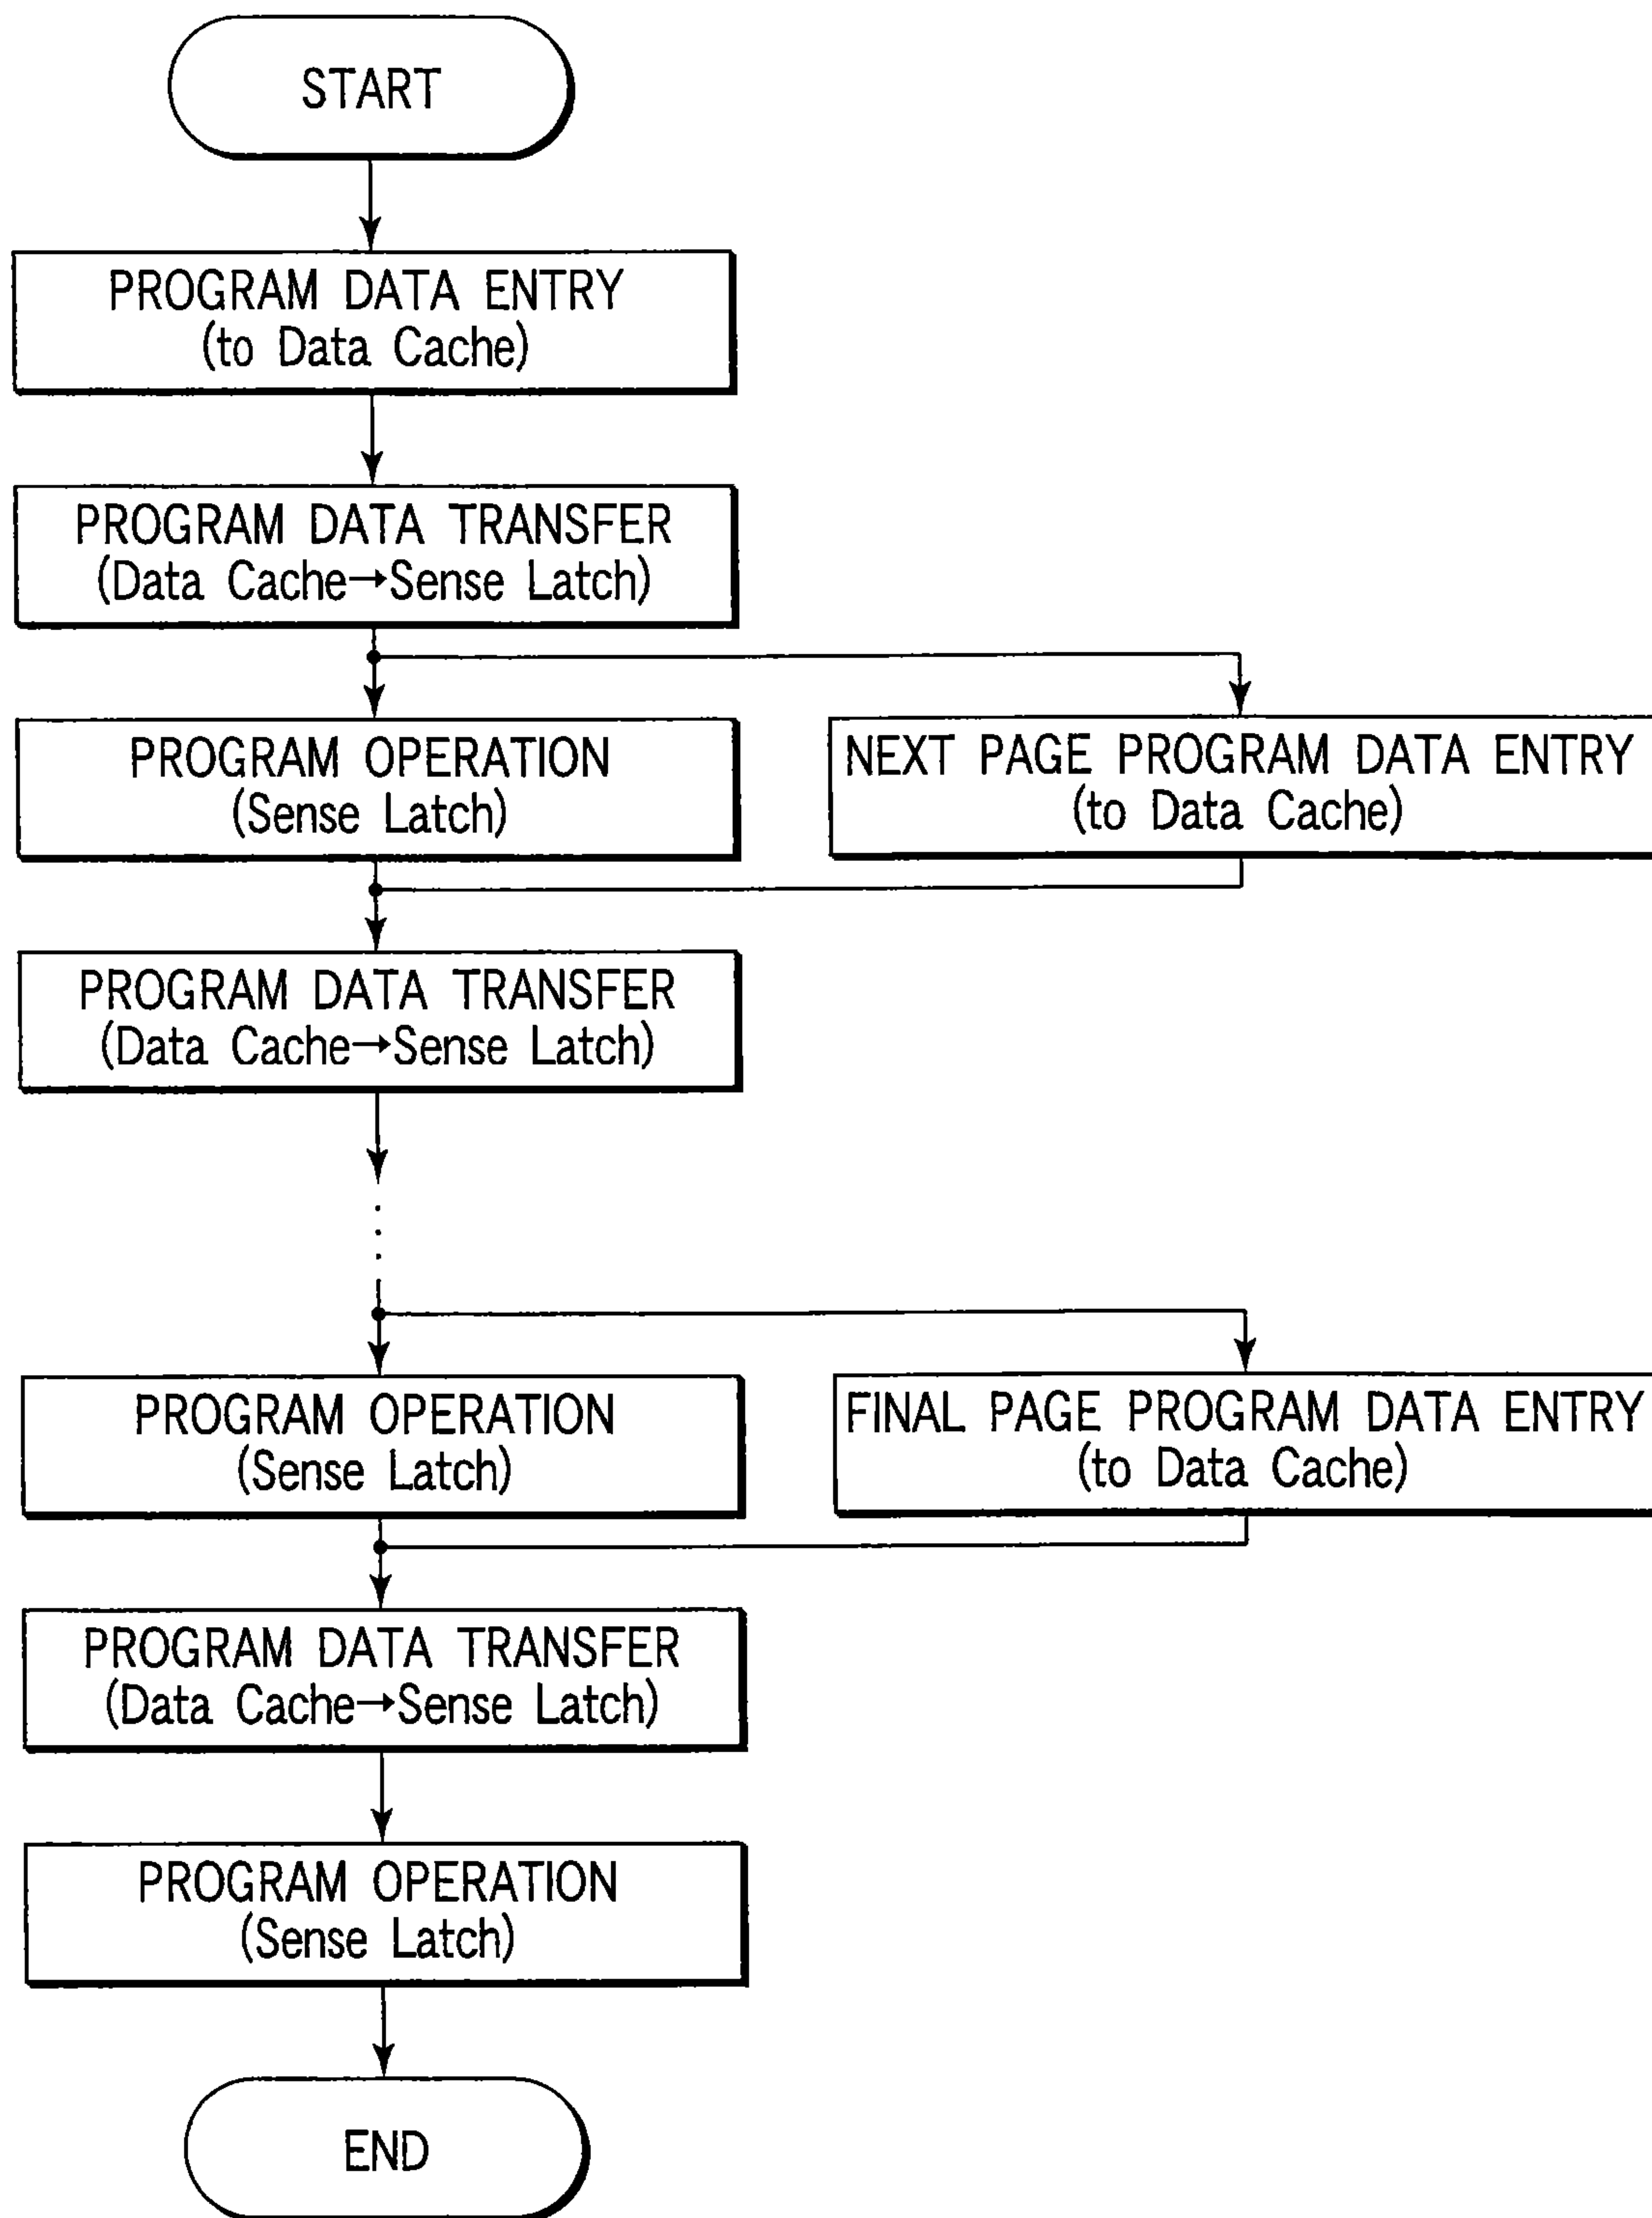 START
PROGRAM DATA ENTRY
(to Data Cache)
PROGRAM DATA TRANSFER
(Data Cache→Sense Latch)
PROGRAM OPERATION
(Sense Latch)
NEXT PAGE PROGRAM DATA ENTRY
(to Data Cache)
PROGRAM DATA TRANSFER
(Data Cache→Sense Latch)
PROGRAM OPERATION
(Sense Latch)
FINAL PAGE PROGRAM DATA ENTRY
(to Data Cache)
PROGRAM DATA TRANSFER
(Data Cache→Sense Latch)
PROGRAM OPERATION
(Sense Latch)
END